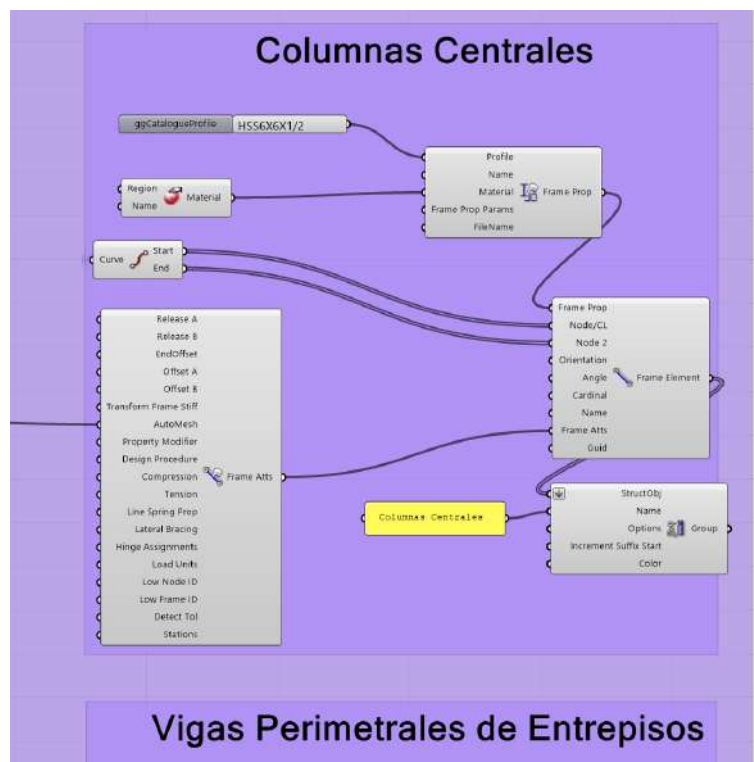 Columnas Centrales
ggCatalogueProfile HSS6X6X1/2
Profile
Name
Material Frame Prop
Frame Prop Params
FileName
Region
Name
Material
Curve
Start
End
Frame Prop
Node/CL
Node 2
Orientation
Angle Frame Element
Cardinal
Name
Frame Atts
Guid
Release A
Release B
EndOffset
Offset A
Offset B
Transform Frame Stiff
AutoMesh
Property Modifier
Design Procedure
Compression Frame Atts
Tension
Line Spring Prop
Lateral Bracing
Hinge Assignments
Load Units
Low Node ID
Low Frame ID
Detect Tol
Stations
Columnas Centrales
StructObj
Name
Options Group
Increment Suffix Start
Color
Vigas Perimetrales de Entrepisos